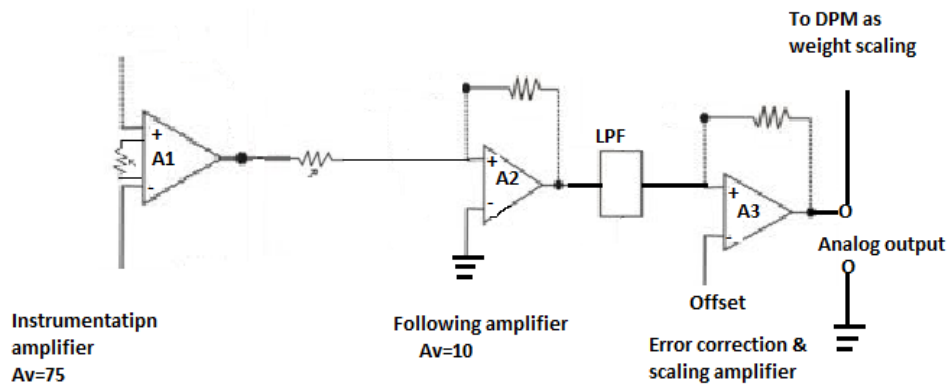 To DPM as
weight scaling
LPF
+
A1
-
+
A2
-
+
A3
-
O
Analog output
O
Offset
Instrumentatipn
amplifier
Av=75
Following amplifier
Av=10
Error correction &
scaling amplifier